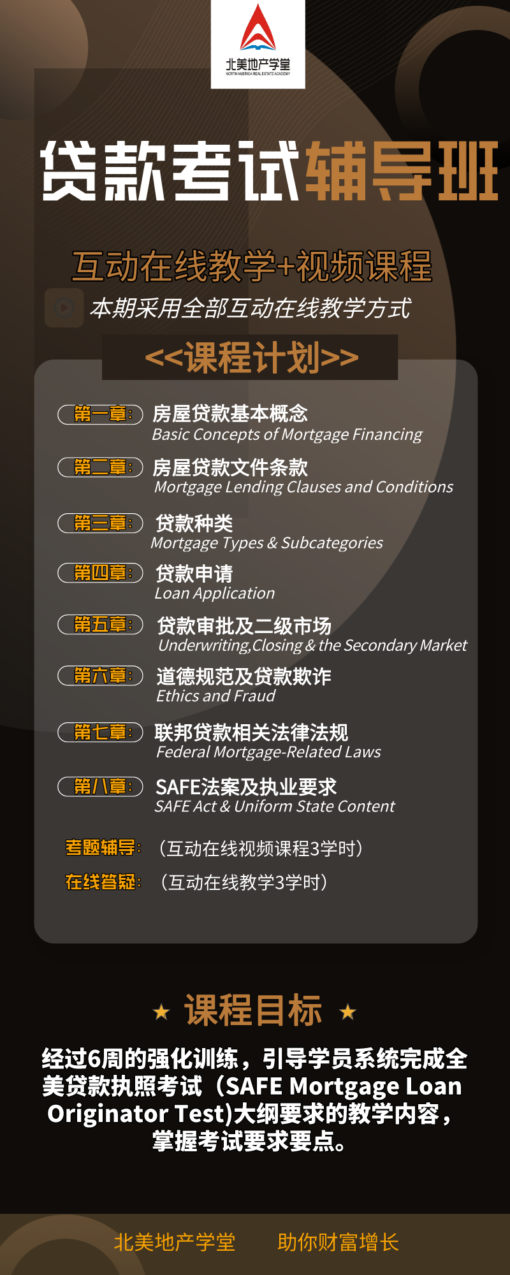 北美地产学堂
NORTH AMERICA REAL ESTATE ACADEMY
贷款考试辅导班
互动在线教学+视频课程
本期采用全部互动在线教学方式
<<课程计划>>
第一章: 房屋贷款基本概念
Basic Concepts of Mortgage Financing
第二章: 房屋贷款文件条款
Mortgage Lending Clauses and Conditions
第三章: 贷款种类
Mortgage Types & Subcategories
第四章: 贷款申请
Loan Application
第五章: 贷款审批及二级市场
Underwriting,Closing & the Secondary Market
第六章: 道德规范及贷款欺诈
Ethics and Fraud
第七章: 联邦贷款相关法律法规
Federal Mortgage-Related Laws
第八章: SAFE法案及执业要求
SAFE Act & Uniform State Content
考题辅导: （互动在线视频课程3学时）
在线答疑: （互动在线教学3学时）
课程目标
经过6周的强化训练，引导学员系统完成全
美贷款执照考试（SAFE Mortgage Loan
Originator Test)大纲要求的教学内容，
掌握考试要求要点。
北美地产学堂 助你财富增长